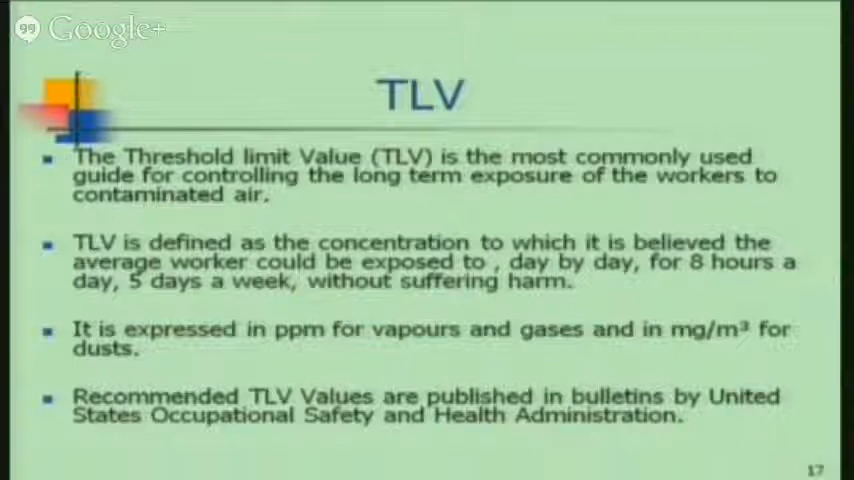 Google+
TLV
The Threshold limit Value (TLV) is the most commonly used
guide for controlling the long term exposure of the workers to
contaminated air.
TLV is defined as the concentration to which it is believed the
average worker could be exposed to , day by day, for 8 hours a
day, 5 days a week, without suffering harm.
It is expressed in ppm for vapours and gases and in mg/m³ for
dusts.
Recommended TLV Values are published in bulletins by United
States Occupational Safety and Health Administration.
17